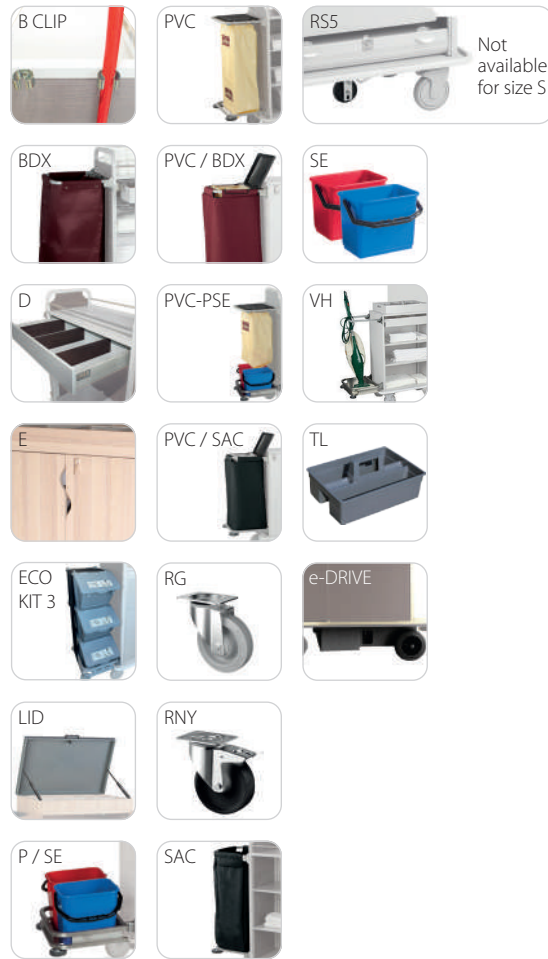 B CLIP
PVC
RS5
Not
available
for size S
BDX
PVC / BDX
SE
D
PVC-PSE
VH
E
PVC / SAC
TL
ECO
KIT 3
RG
e-DRIVE
LID
RNY
P / SE
SAC